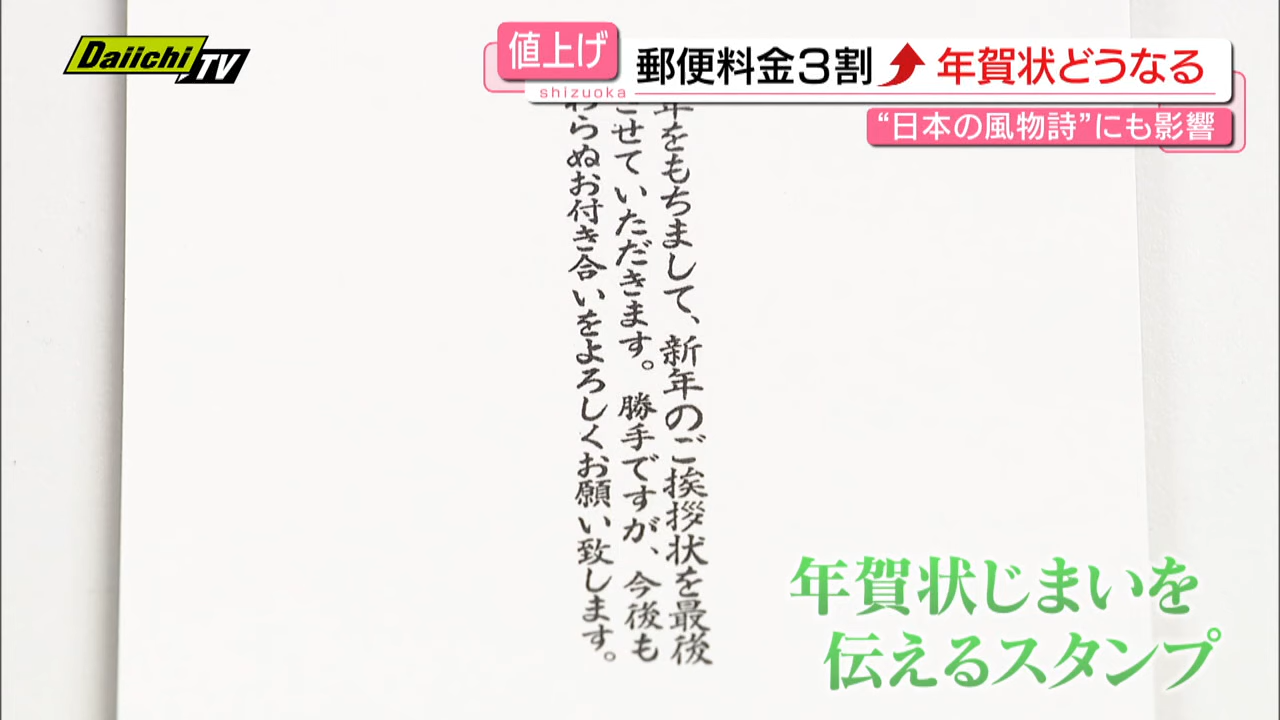 Daiichi TV
値上げ
shizuoka
郵便料金3割 年賀状どうなる
“日本の風物詩”にも影響
年をもちまして、新年のご挨拶状を最後
させていただきます。勝手ですが、今後も
わらぬお付き合いをよろしくお願い致します。
年賀状じまいを
伝えるスタンプ